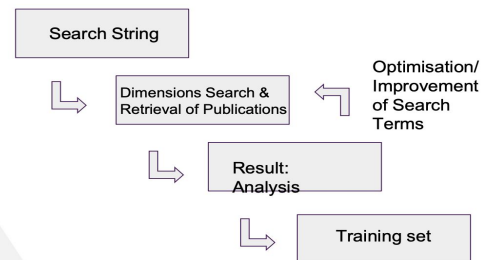 Search String
Dimensions Search &
Retrieval of Publications
Optimisation/
Improvement
of Search
Terms
Result:
Analysis
Training set